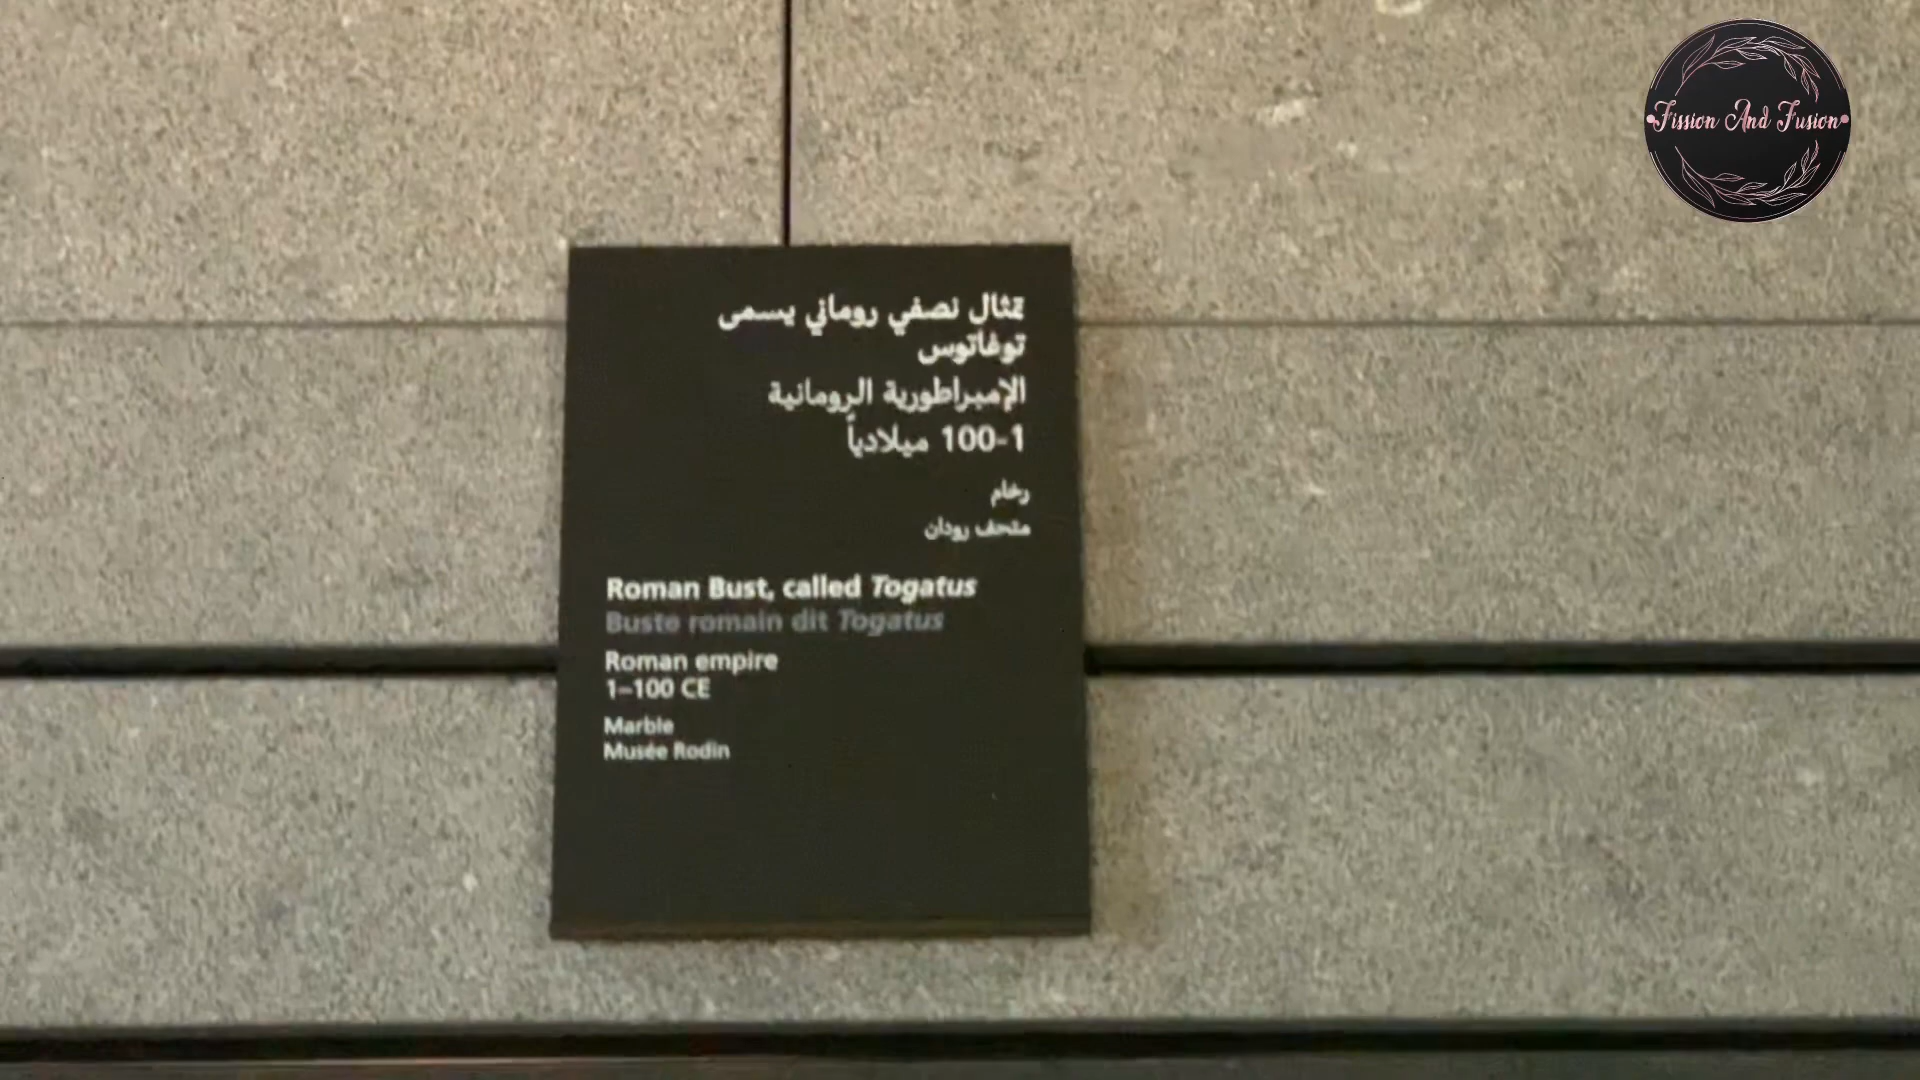 تمثال نصفي روماني يسمى
توغاتوس
الإمبراطورية الرومانية
1-100 ميلادياً
رخام
متحف رودان
Roman Bust, called Togatus
Buste romain dit Togatus
Roman empire
1–100 CE
Marble
Musée Rodin
Fission And Fusion